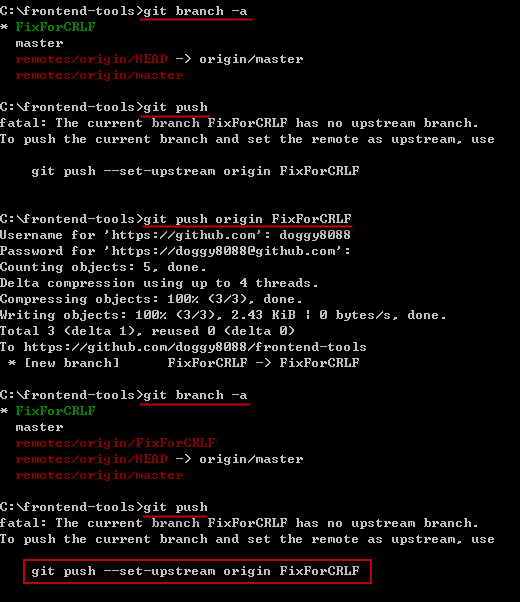 C:\frontend-tools>git branch -a
* FixForCRLF
  master
  remotes/origin/HEAD -> origin/master
  remotes/origin/master
C:\frontend-tools>git push
fatal: The current branch FixForCRLF has no upstream branch.
To push the current branch and set the remote as upstream, use
    git push --set-upstream origin FixForCRLF
C:\frontend-tools>git push origin FixForCRLF
Username for 'https://github.com': doggy8088
Password for 'https://doggy8088@github.com':
Counting objects: 5, done.
Delta compression using up to 4 threads.
Compressing objects: 100% (3/3), done.
Writing objects: 100% (3/3), 2.43 KiB | 0 bytes/s, done.
Total 3 (delta 1), reused 0 (delta 0)
To https://github.com/doggy8088/frontend-tools
 * [new branch]      FixForCRLF -> FixForCRLF
C:\frontend-tools>git branch -a
* FixForCRLF
  master
  remotes/origin/FixForCRLF
  remotes/origin/HEAD -> origin/master
  remotes/origin/master
C:\frontend-tools>git push
fatal: The current branch FixForCRLF has no upstream branch.
To push the current branch and set the remote as upstream, use
    git push --set-upstream origin FixForCRLF